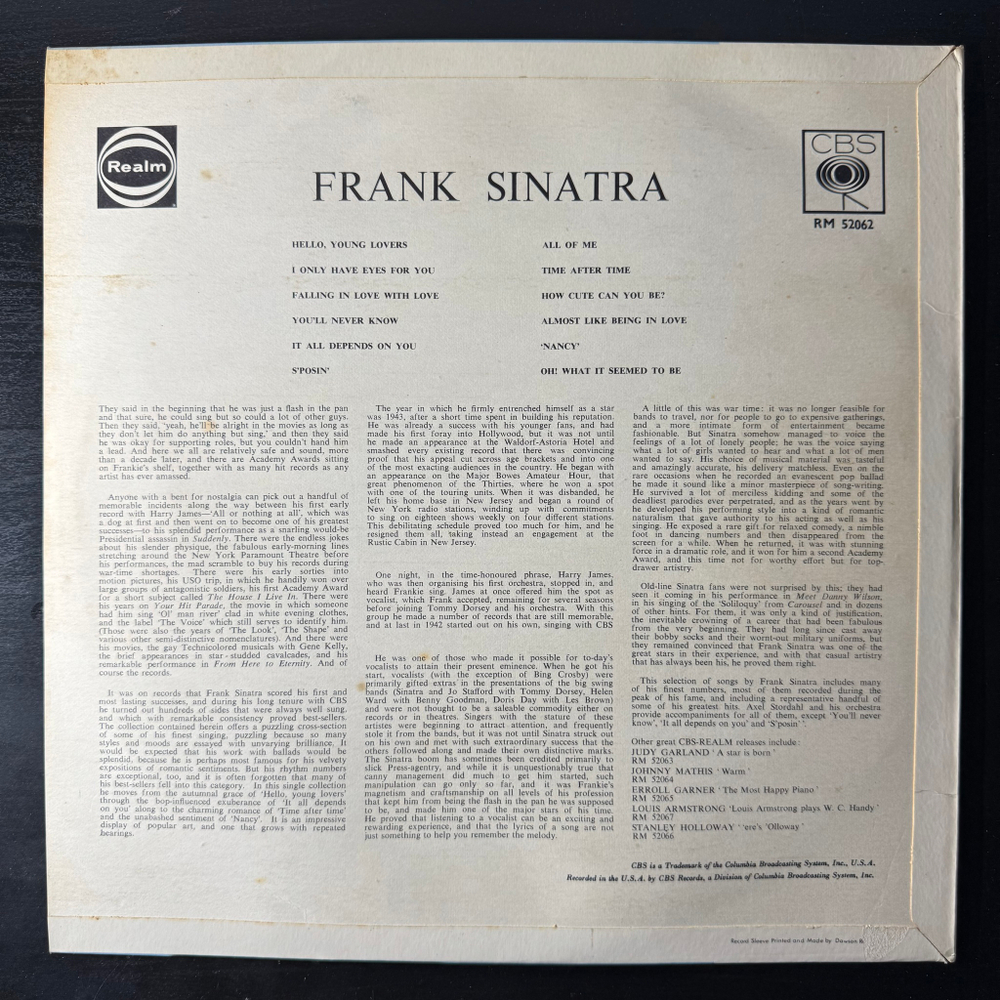 Realm
CBS
RM 52062
FRANK SINATRA
HELLO, YOUNG LOVERS
I ONLY HAVE EYES FOR YOU
FALLING IN LOVE WITH LOVE
YOU'LL NEVER KNOW
IT ALL DEPENDS ON YOU
S'POSIN'
ALL OF ME
TIME AFTER TIME
HOW CUTE CAN YOU BE?
ALMOST LIKE BEING IN LOVE
'NANCY'
OH! WHAT IT SEEMED TO BE
They said in the beginning that he was just a flash in the pan
and that sure, he could sing but so could a lot of other guys.
Then they said, 'yeah, he'll be alright in the movies as long as
they don't let him do anything but sing,' and then they said
he was okay for supporting roles, but you couldn't hand him
a lead. And here we all are relatively safe and sound, more
than a decade later, and there are Academy Awards sitting
on Frankie's shelf, together with as many hit records as any
artist has ever amassed.
Anyone with a bent for nostalgia can pick out a handful of
memorable incidents along the way between his first early
record with Harry James—'All or nothing at all', which was
a dog at first and then went on to become one of his greatest
successes—to his splendid performance as a snarling would-be
Presidential assassin in Suddenly. There were the endless jokes
about his slender physique, the fabulous early-morning lines
stretching around the New York Paramount Theatre before
his performances, the mad scramble to buy his records during
war-time shortages. There were his early sorties into
motion pictures, his USO trip, in which he handily won over
large groups of antagonistic soldiers, his first Academy Award
for a short subject called The House I Live In. There were
his years on Your Hit Parade, the movie in which someone
had him sing 'Ol' man river' clad in white evening clothes,
and the label 'The Voice' which still serves to identify him.
(Those were also the years of 'The Look', 'The Shape' and
various other semi-distinctive nomenclatures). And there were
his movies, the gay Technicolored musicals with Gene Kelly,
the brief appearances in star-studded cavalcades, and his
remarkable performance in From Here to Eternity. And of
course the records.
It was on records that Frank Sinatra scored his first and
most lasting successes, and during his long tenure with CBS
he turned out hundreds of sides that were always well sung,
and which with remarkable consistency proved best-sellers.
The collection contained herein offers a puzzling cross-section
of some of his finest singing, puzzling because so many
styles and moods are essayed with unvarying brilliance. It
would be expected that his work with ballads would be
splendid, because he is perhaps most famous for his velvety
expositions of romantic sentiments. But his rhythm numbers
are exceptional, too, and it is often forgotten that many of
his best-sellers fell into this category. In this single collection
he moves from the autumnal grace of 'Hello, young lovers'
through the bop-influenced exuberance of 'It all depends
on you' along to the charming romance of 'Time after time'
and the unabashed sentiment of 'Nancy'. It is an impressive
display of popular art, and one that grows with repeated
hearings.
The year in which he firmly entrenched himself as a star
was 1943, after a short time spent in building his reputation.
He was already a success with his younger fans, and had
made his first foray into Hollywood, but it was not until
he made an appearance at the Waldorf-Astoria Hotel and
smashed every existing record that there was convincing
proof that his appeal cut across age brackets and into one
of the most exacting audiences in the country. He began with
an appearance on the Major Bowes Amateur Hour, that
great phenomenon of the Thirties, where he won a spot
with one of the touring units. When it was disbanded, he
left his home base in New Jersey and began a round of
New York radio stations, winding up with commitments
to sing on eighteen shows weekly on four different stations.
This debilitating schedule proved too much for him, and he
resigned them all, taking instead an engagement at the
Rustic Cabin in New Jersey.
One night, in the time-honoured phrase, Harry James,
who was then organising his first orchestra, stopped in, and
heard Frankie sing. James at once offered him the spot as
vocalist, which Frank accepted, remaining for several seasons
before joining Tommy Dorsey and his orchestra. With this
group he made a number of records that are still memorable,
and at last in 1942 started out on his own, singing with CBS
He was one of those who made it possible for to-day's
vocalists to attain their present eminence. When he got his
start, vocalists (with the exception of Bing Crosby) were
primarily gifted extras in the presentations of the big swing
bands (Sinatra and Jo Stafford with Tommy Dorsey, Helen
Ward with Benny Goodman, Doris Day with Les Brown)
and were not thought to be a saleable commodity either on
records or in theatres. Singers with the stature of these
were beginning to attract attention, and frequently
stole it from the bands, but it was not until Sinatra struck out
on his own and met with such extraordinary success that the
others followed along and made their own distinctive marks.
The Sinatra boom has sometimes been credited primarily to
slick Press-agentry, and while it is unquestionably true that
canny management did much to get him started, such
manipulation can go only so far, and it was Frankie's
magnetism and craftsmanship on all levels of his profession
that kept him from being the flash in the pan he was supposed
to be, and made him one of the major stars of his time.
He proved that listening to a vocalist can be an exciting and
rewarding experience, and that the lyrics of a song are not
just something to help you remember the melody.
A little of this was war time: it was no longer feasible for
bands to travel, nor for people to go to expensive gatherings,
and a more intimate form of entertainment became
fashionable. But Sinatra somehow managed to voice the
feelings of a lot of lonely people; he was the voice saying
what a lot of girls wanted to hear and what a lot of men
wanted to say. His choice of musical material was tasteful
and amazingly accurate, his delivery matchless. Even on the
rare occasions when he recorded an evanescent pop ballad
he made it sound like a minor masterpiece of song-writing.
He survived a lot of merciless kidding and some of the
deadliest parodies ever perpetrated, and as the years went by
he developed his performing style into a kind of romantic
naturalism that gave authority to his acting as well as his
singing. He exposed a rare gift for relaxed comedy, a nimble
foot in dancing numbers and then disappeared from the
screen for a while. When he returned, it was with stunning
force in a dramatic role, and it won for him a second Academy
Award, and this time not for worthy effort but for top-
drawer artistry.
Old-line Sinatra fans were not surprised by this; they had
seen it coming in his performance in Meet Danny Wilson,
in his singing of the 'Soliloquy' from Carousel and in dozens
of other hints. For them, it was only a kind of justification,
the inevitable crowning of a career that had been fabulous
from the very beginning. They had long since cast away
their bobby socks and their worn-out military uniforms, but
they remained convinced that Frank Sinatra was one of the
great stars in their experience, and with that casual artistry
that has always been his, he proved them right.
This selection of songs by Frank Sinatra includes many
of his finest numbers, most of them recorded during the
peak of his fame, and including a representative handful of
some of his greatest hits. Axel Stordahl and his orchestra
provide accompaniments for all of them, except 'You'll never
know', 'It all depends on you' and 'S'posin' '.
Other great CBS-REALM releases include:
JUDY GARLAND 'A star is born'
RM 52063
JOHNNY MATHIS 'Warm'
RM 52064
ERROLL GARNER 'The Most Happy Piano'
RM 52065
LOUIS ARMSTRONG 'Louis Armstrong plays W. C. Handy'
RM 52067
STANLEY HOLLOWAY ' 'ere's 'Olloway'
RM 52066
CBS is a Trademark of the Columbia Broadcasting System, Inc., U.S.A.
Recorded in the U.S.A. by CBS Records, a Division of Columbia Broadcasting System, Inc.
Record Sleeve Printed and Made by Dawson &